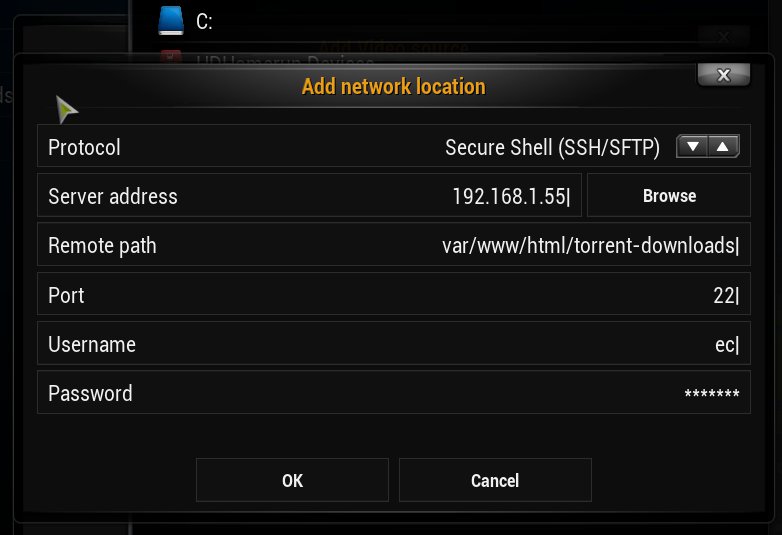 C:
Add video source
HDHomerun Devices
Add network location
Protocol Secure Shell (SSH/SFTP)
Server address 192.168.1.55| Browse
Remote path var/www/html/torrent-downloads|
Port 22|
Username ec|
Password *******
OK Cancel